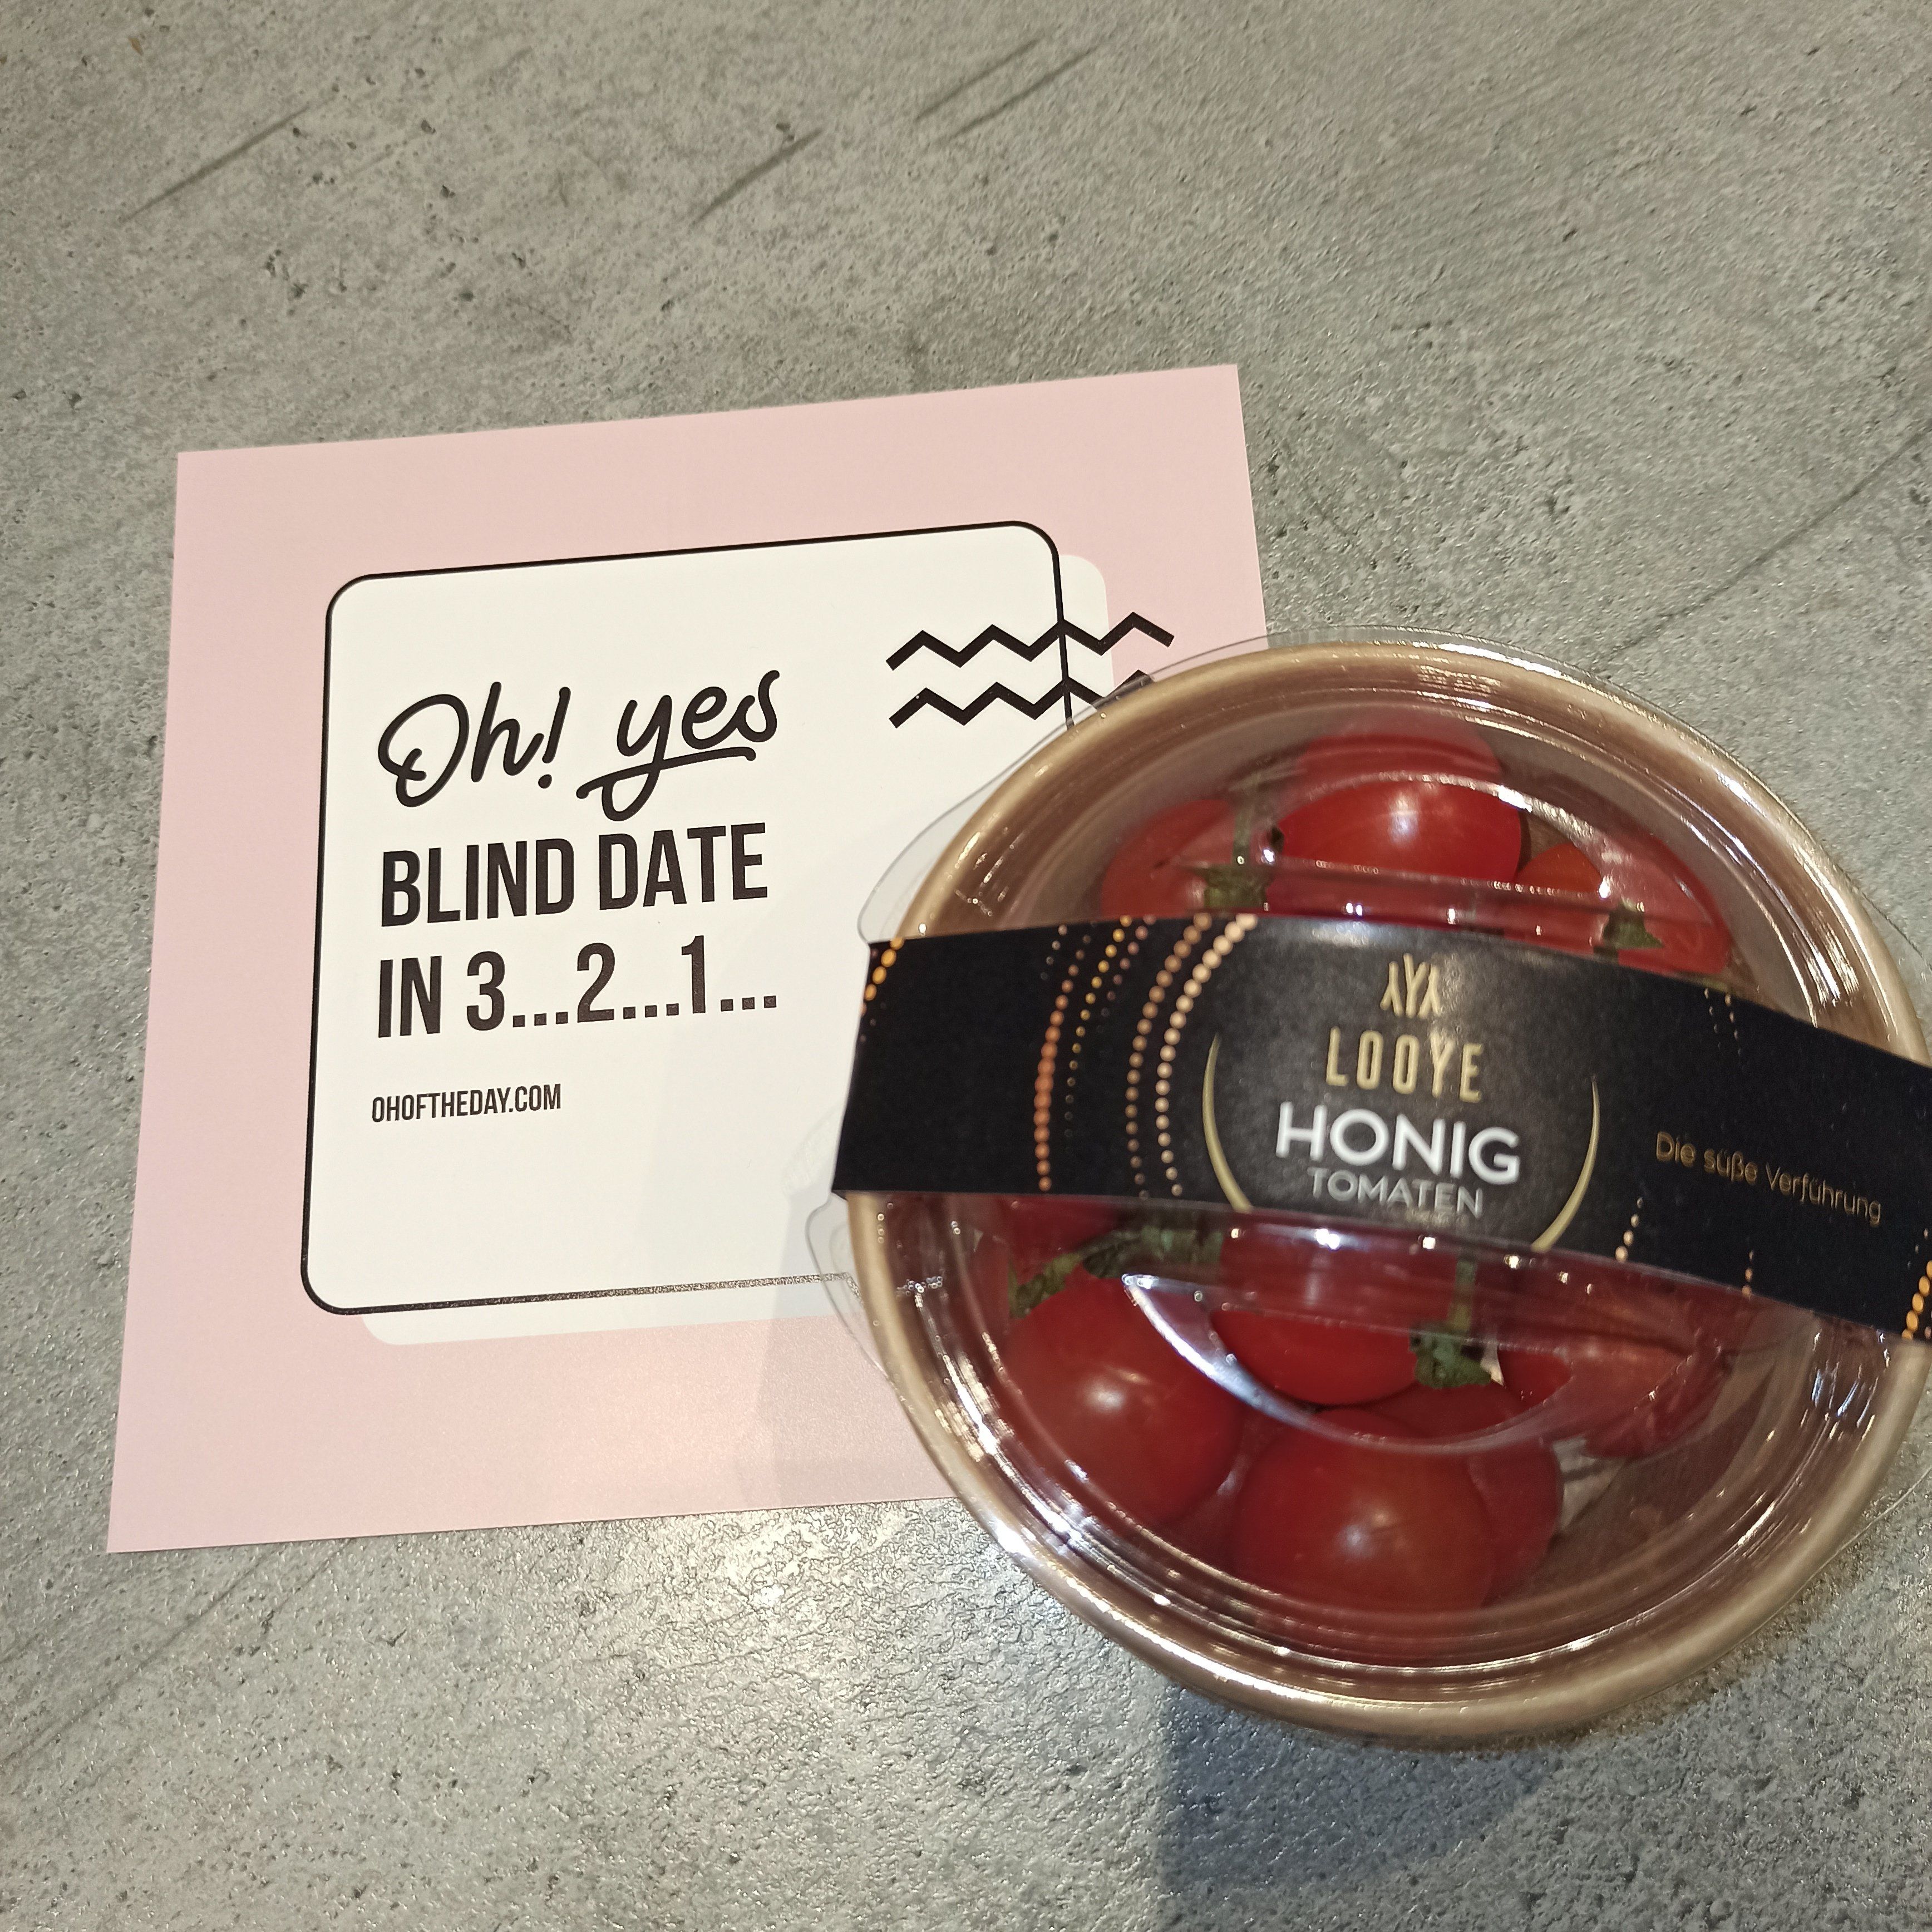 Oh! yes
BLIND DATE
IN 3...2...1...
OHOFTHEDAY.COM
LOOYE
HONIG
TOMATEN
Die süße Verführung